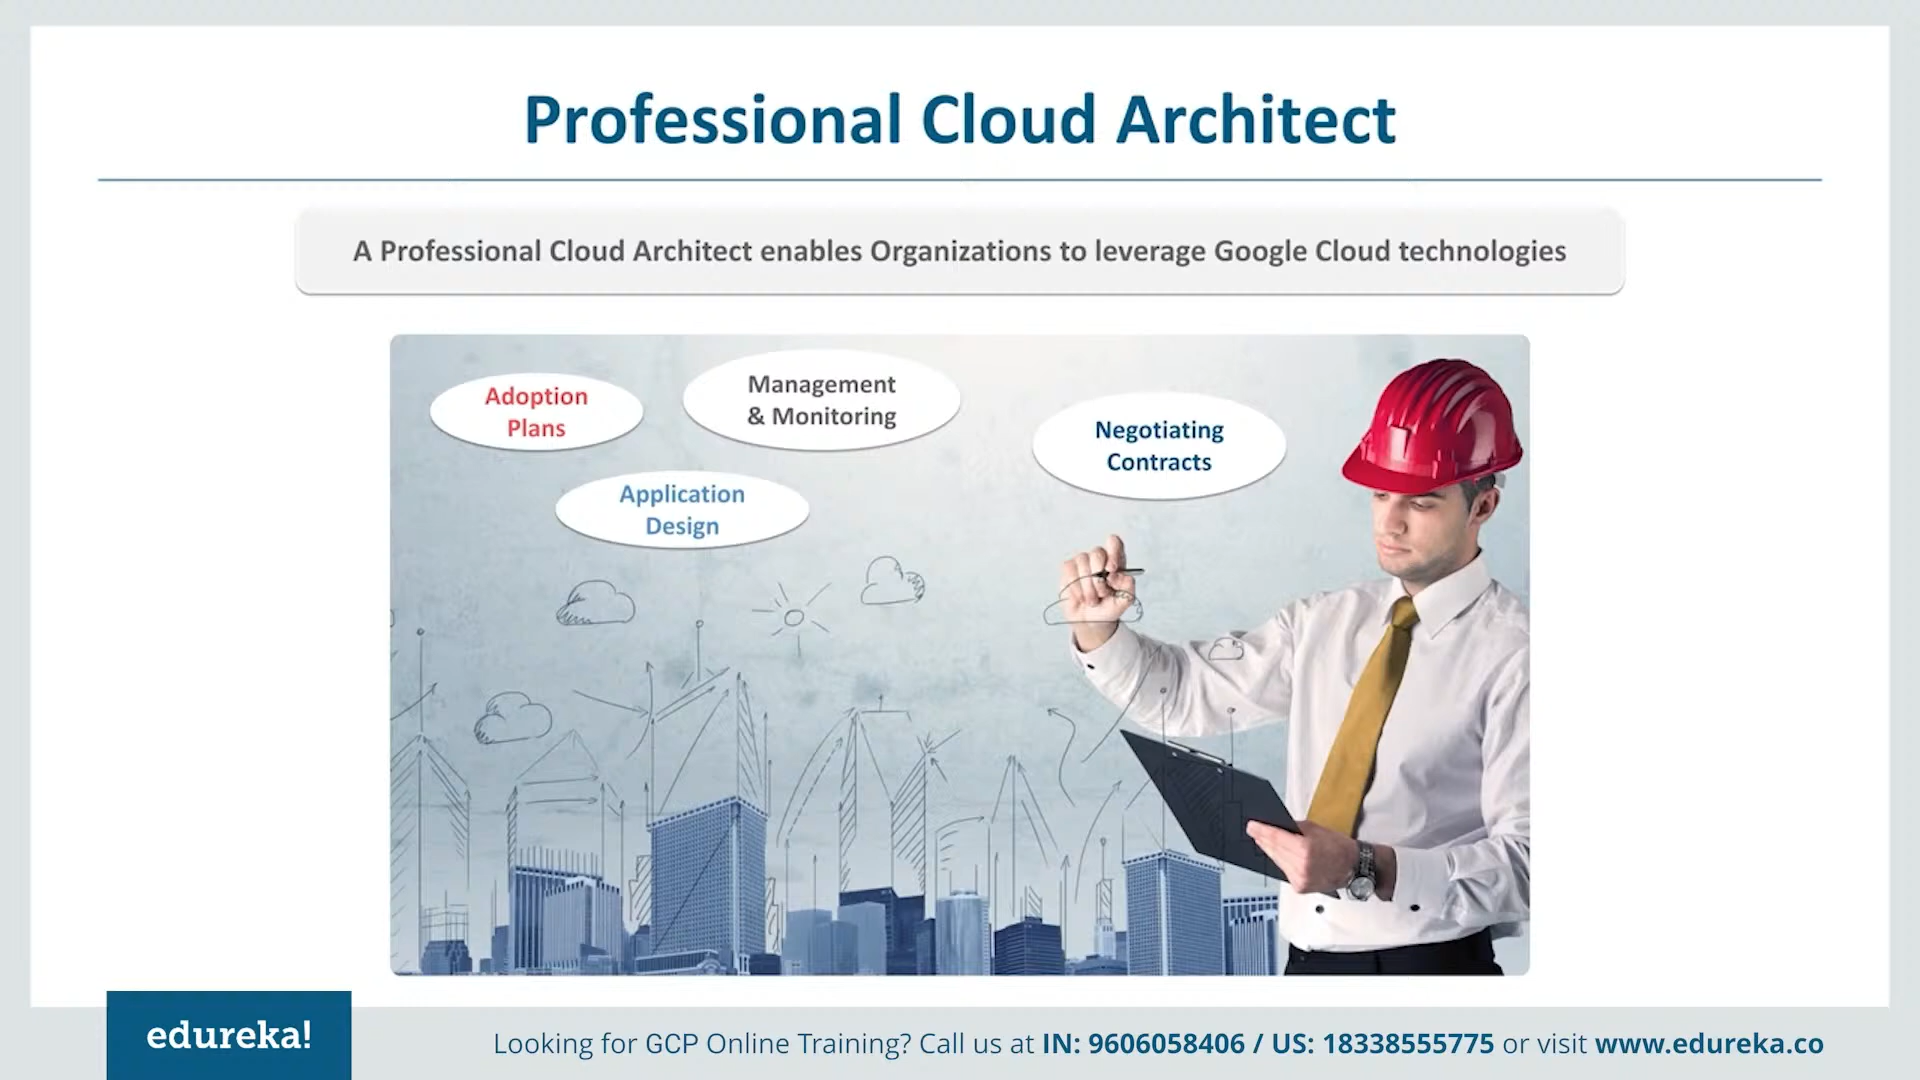 Professional Cloud Architect
A Professional Cloud Architect enables Organizations to leverage Google Cloud technologies
Adoption
Plans
Management
& Monitoring
Negotiating
Contracts
Application
Design
edureka!
Looking for GCP Online Training? Call us at IN: 9606058406 / US: 18338555775 or visit www.edureka.co